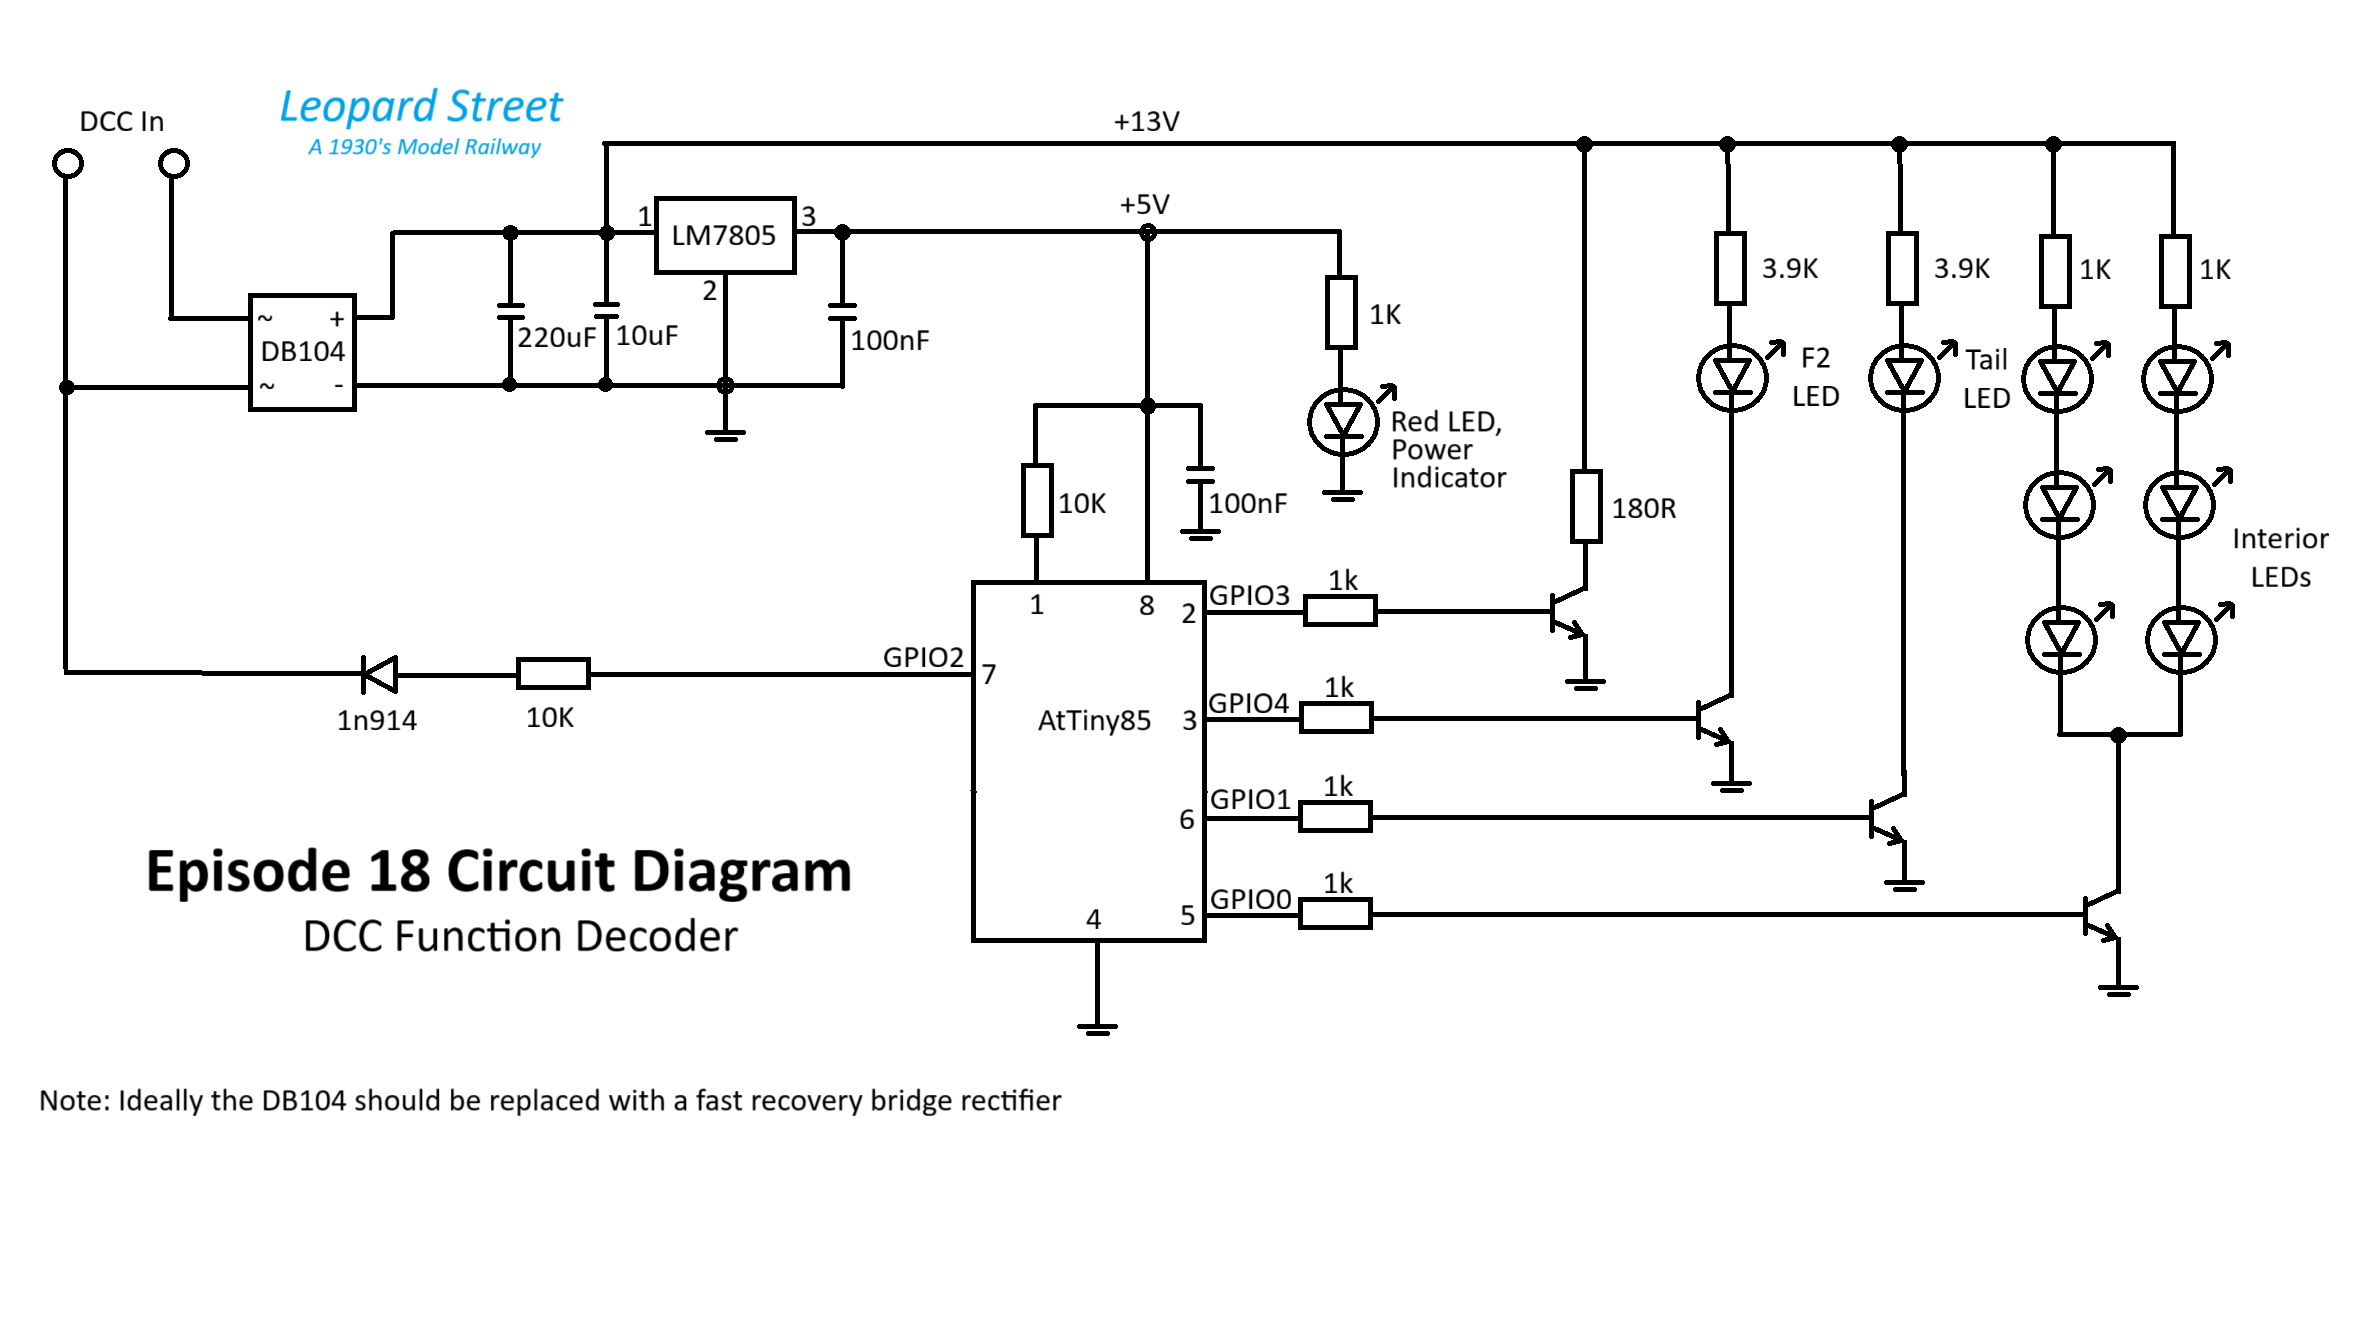 DCC In
Leopard Street
A 1930's Model Railway
+13V
+5V
1
LM7805
3
2
~
+
DB104
~
-
220uF
10uF
100nF
1K
Red LED,
Power
Indicator
3.9K
F2
LED
3.9K
Tail
LED
1K
1K
Interior
LEDs
180R
10K
100nF
1
8
2
GPIO3
1k
GPIO2
7
1n914
10K
AtTiny85
3
GPIO4
1k
6
GPIO1
1k
5
GPIO0
1k
4
Episode 18 Circuit Diagram
DCC Function Decoder
Note: Ideally the DB104 should be replaced with a fast recovery bridge rectifier